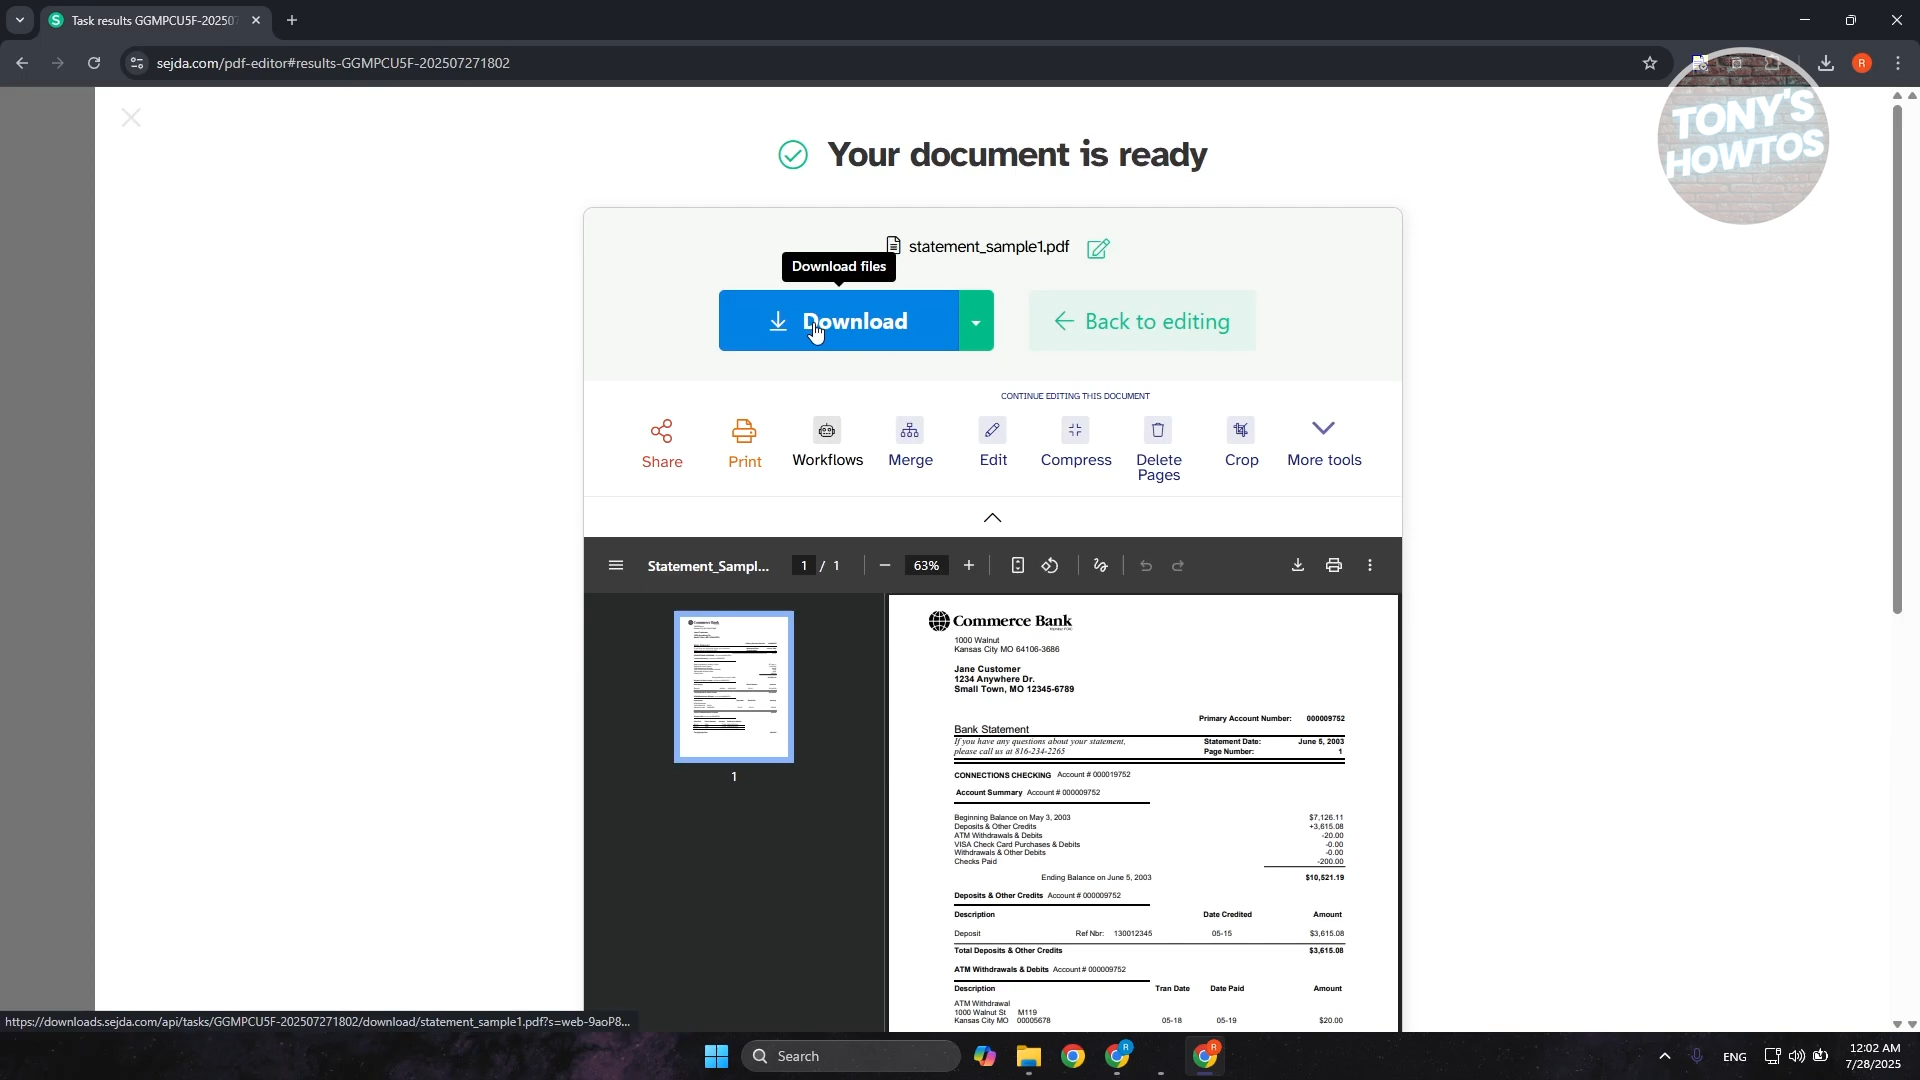 Task results GGMPCU5F-20250
sejda.com/pdf-editor#results-GGMPCU5F-202507271802
R
TONY'S
HOWTOS
Your document is ready
statement_sample1.pdf
Download files
Download
Back to editing
CONTINUE EDITING THIS DOCUMENT
Share
Print
Workflows
Merge
Edit
Compress
Delete
Pages
Crop
More tools
Statement_Sampl...
1 / 1
63%
1
Commerce Bank
1000 Walnut
Kansas City MO 64106-3686
Jane Customer
1234 Anywhere Dr.
Small Town, MO 12345-6789
Primary Account Number: 000009752
Bank Statement
If you have any questions about your statement,
please call us at 816-234-2265
Statement Date: June 5, 2003
Page Number: 1
CONNECTIONS CHECKING Account # 000019752
Account Summary Account # 000009752
Beginning Balance on May 3, 2003 $7,126.11
Deposits & Other Credits +3,615.08
ATM Withdrawals & Debits -20.00
VISA Check Card Purchases & Debits -0.00
Withdrawals & Other Debits -0.00
Checks Paid -200.00
Ending Balance on June 5, 2003 $10,521.19
Deposits & Other Credits Account # 000009752
Description Date Credited Amount
Deposit Ref Nbr: 130012345 05-15 $3,615.08
Total Deposits & Other Credits $3,615.08
ATM Withdrawals & Debits Account # 000009752
Description Tran Date Date Paid Amount
ATM Withdrawal
1000 Walnut St M119
Kansas City MO 00005678 05-18 05-19 $20.00
https://downloads.sejda.com/api/tasks/GGMPCU5F-202507271802/download/statement_sample1.pdf?s=web-9aoP8...
Search
R
R
ENG
12:02 AM
7/28/2025